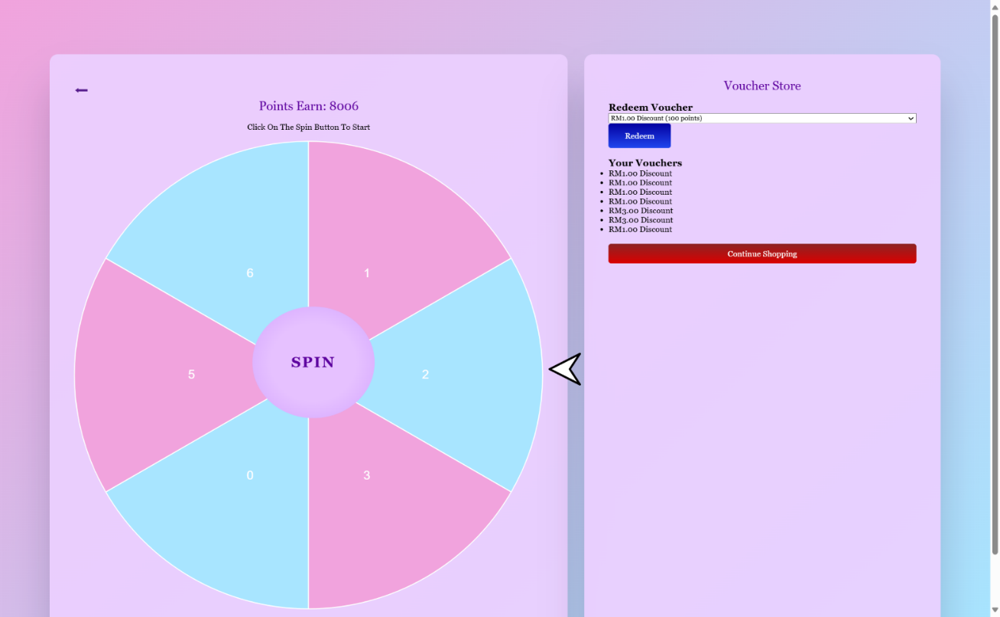 Points Earn: 8006
Click On The Spin Button To Start
6
1
5
SPIN
2
0
3
Voucher Store
Redeem Voucher
RM1.00 Discount (100 points)
Redeem
Your Vouchers
RM1.00 Discount
RM1.00 Discount
RM1.00 Discount
RM1.00 Discount
RM3.00 Discount
RM3.00 Discount
RM1.00 Discount
Continue Shopping